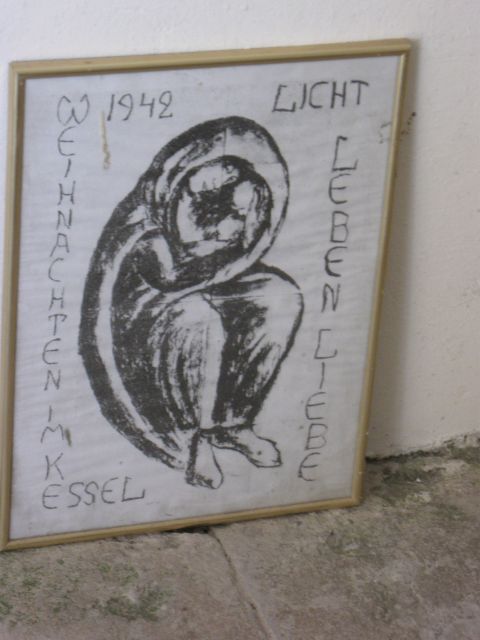 1942
WEIHNACHTEN IM KESSEL
LICHT
LEBEN LIEBE